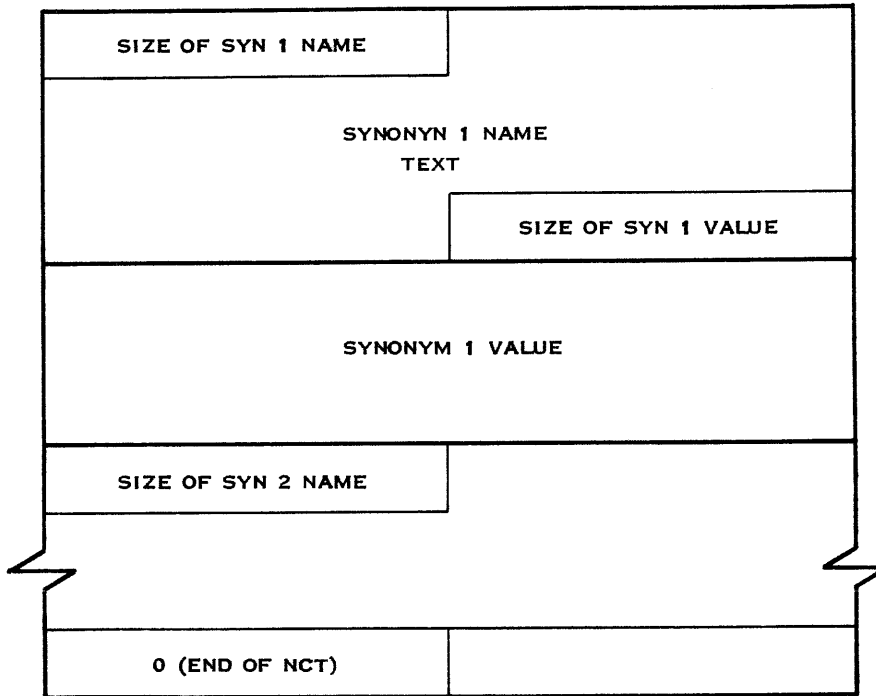 SIZE OF SYN 1 NAME
SYNONYN 1 NAME
TEXT
SIZE OF SYN 1 VALUE
SYNONYM 1 VALUE
SIZE OF SYN 2 NAME
0 (END OF NCT)